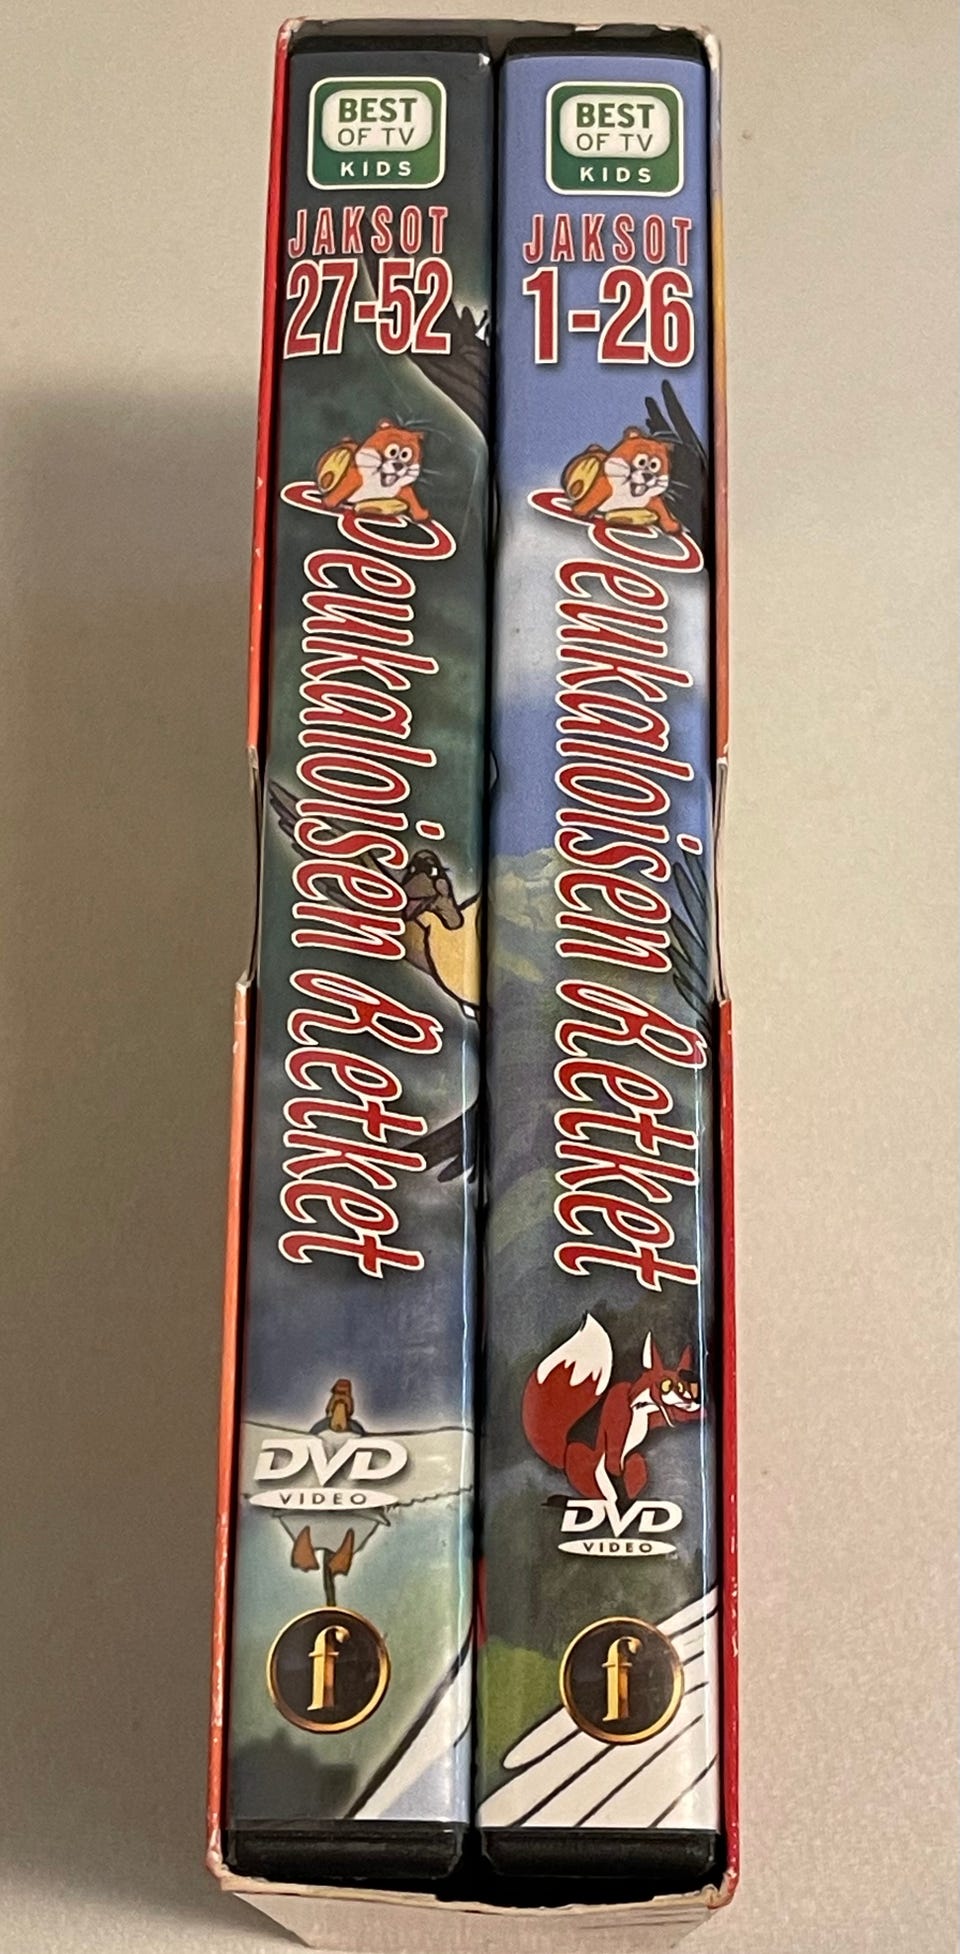 BEST
OF TV
KIDS
JAKSOT
27-52
Peukaloisen Retket
DVD
VIDEO
f
BEST
OF TV
KIDS
JAKSOT
1-26
Peukaloisen Retket
DVD
VIDEO
f